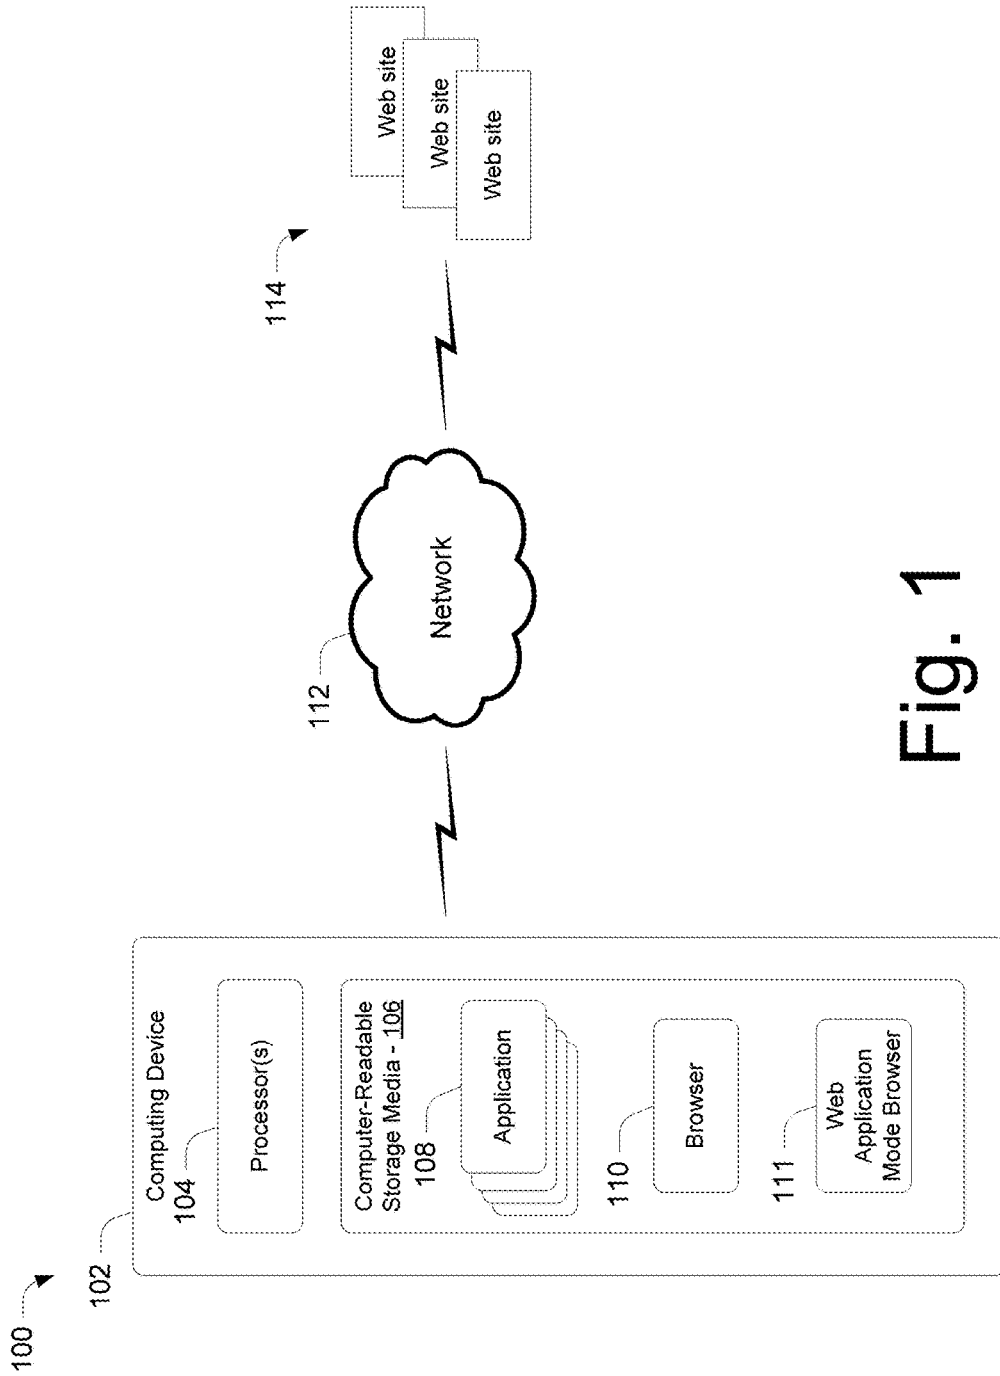 100
102
Computing Device
104
Processor(s)
Computer-Readable
Storage Media - 106
108
Application
110
Browser
111
Web
Application
Mode Browser
112
Network
114
Web site
Web site
Web site
Fig. 1